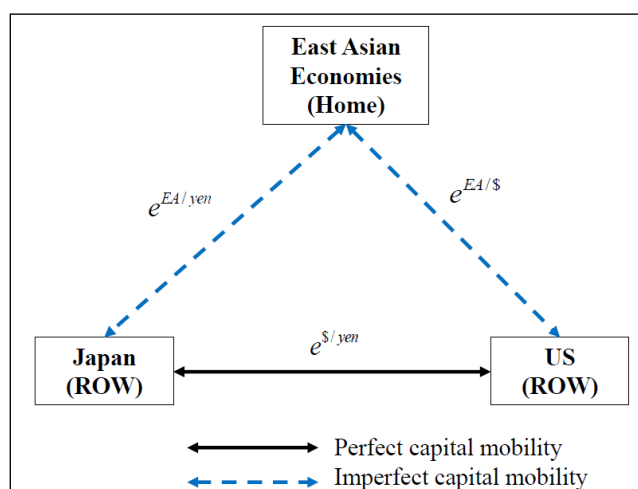 East Asian
Economies
(Home)
e^{EA/yen}
e^{EA/$}
Japan
(ROW)
e^{$/yen}
US
(ROW)
Perfect capital mobility
Imperfect capital mobility